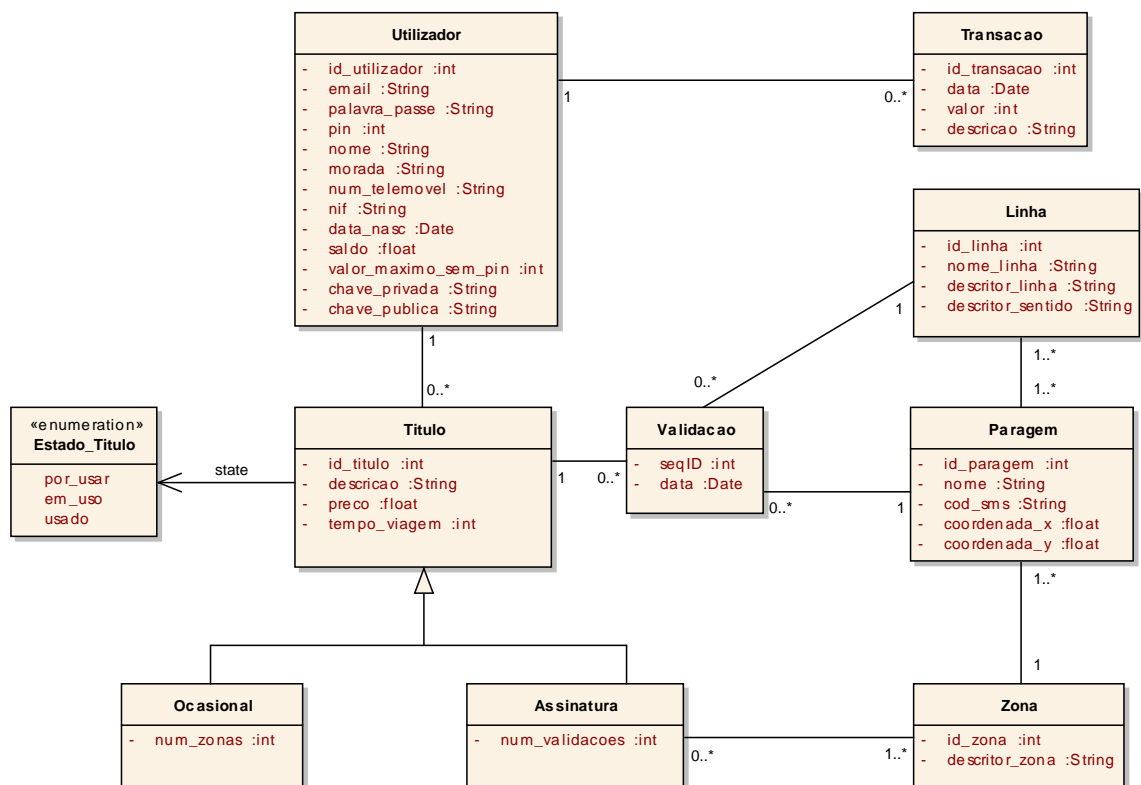 Utilizador
- id_utilizador :int
- email :String
- palavra_passe :String
- pin :int
- nome :String
- morada :String
- num_telemovel :String
- nif :String
- data_nasc :Date
- saldo :float
- valor_maximo_sem_pin :int
- chave_privada :String
- chave_publica :String
Transacao
- id_transacao :int
- data :Date
- valor :int
- descricao :String
1
0..*
Linha
- id_linha :int
- nome_linha :String
- descritor_linha :String
- descritor_sentido :String
1
0..*
1
0..*
1..*
1..*
«enumeration»
Estado_Titulo
por_usar
em_uso
usado
state
Titulo
- id_titulo :int
- descricao :String
- preco :float
- tempo_viagem :int
1
0..*
Validacao
- seqID :int
- data :Date
0..*
1
Paragem
- id_paragem :int
- nome :String
- cod_sms :String
- coordenada_x :float
- coordenada_y :float
1..*
1
Ocasional
- num_zonas :int
Assinatura
- num_validacoes :int
0..*
1..*
Zona
- id_zona :int
- descritor_zona :String